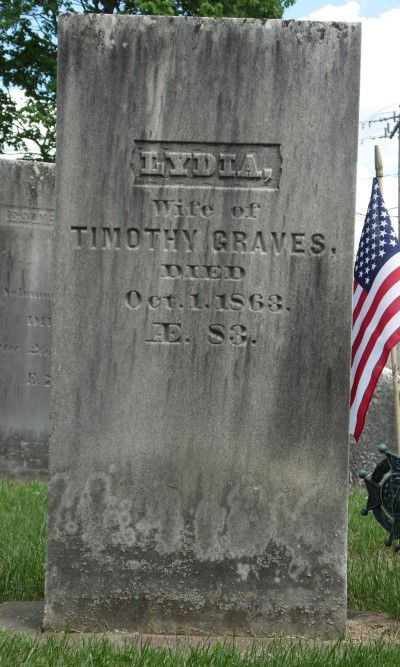 LYDIA,
Wife of
TIMOTHY GRAVES.
DIED
Oct. 1. 1863.
Æ. 83.